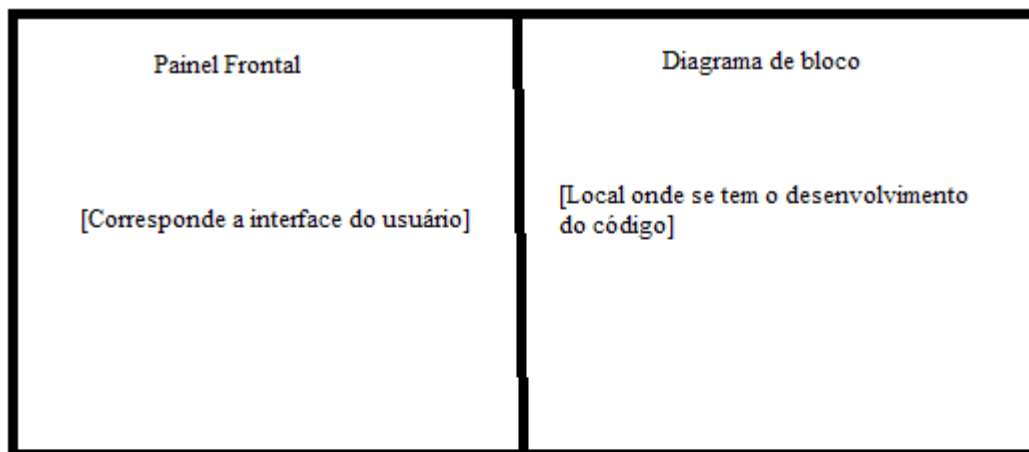 Painel Frontal
[Corresponde a interface do usuário]
Diagrama de bloco
[Local onde se tem o desenvolvimento
do código]